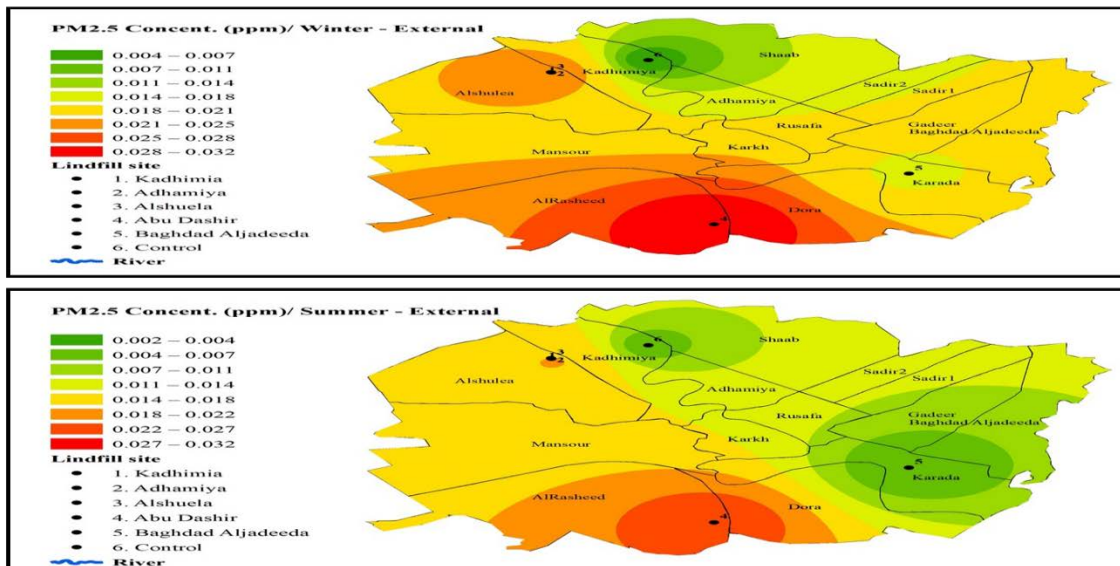 PM2.5 Concent. (ppm)/ Winter - External
0.004 – 0.007
0.007 – 0.011
0.011 – 0.014
0.014 – 0.018
0.018 – 0.021
0.021 – 0.025
0.025 – 0.028
0.028 – 0.032
Lindfill site
1. Kadhimia
2. Adhamiya
3. Alshuela
4. Abu Dashir
5. Baghdad Aljadeeda
6. Control
River
6
Shaab
3
2
Kadhimiya
Alshulea
Adhamiya
Sadir2
Sadir1
Rusafa
Gadeer
Baghdad Aljadeeda
Karkh
Mansour
5
Karada
AlRasheed
Dora
4
PM2.5 Concent. (ppm)/ Summer - External
0.002 – 0.004
0.004 – 0.007
0.007 – 0.011
0.011 – 0.014
0.014 – 0.018
0.018 – 0.022
0.022 – 0.027
0.027 – 0.032
Lindfill site
1. Kadhimia
2. Adhamiya
3. Alshuela
4. Abu Dashir
5. Baghdad Aljadeeda
6. Control
River
6
Shaab
3
2
Kadhimiya
Alshulea
Adhamiya
Sadir2
Sadir1
Rusafa
Gadeer
Baghdad Aljadeeda
Karkh
Mansour
5
Karada
AlRasheed
Dora
4